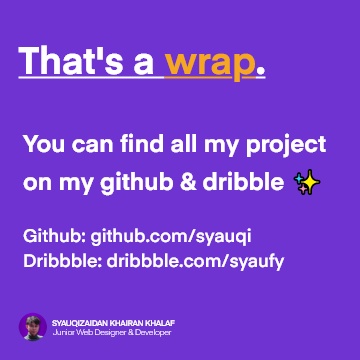 That's a wrap.
You can find all my project
on my github & dribble ✨
Github: github.com/syauqi
Dribbble: dribbble.com/syaufy
SYAUQIZAIDAN KHAIRAN KHALAF
Junior Web Designer & Developer